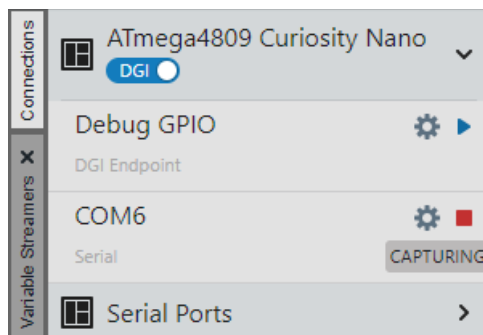 Connections
Variable Streamers
ATmega4809 Curiosity Nano
DGI
Debug GPIO
DGI Endpoint
COM6
Serial
CAPTURING
Serial Ports